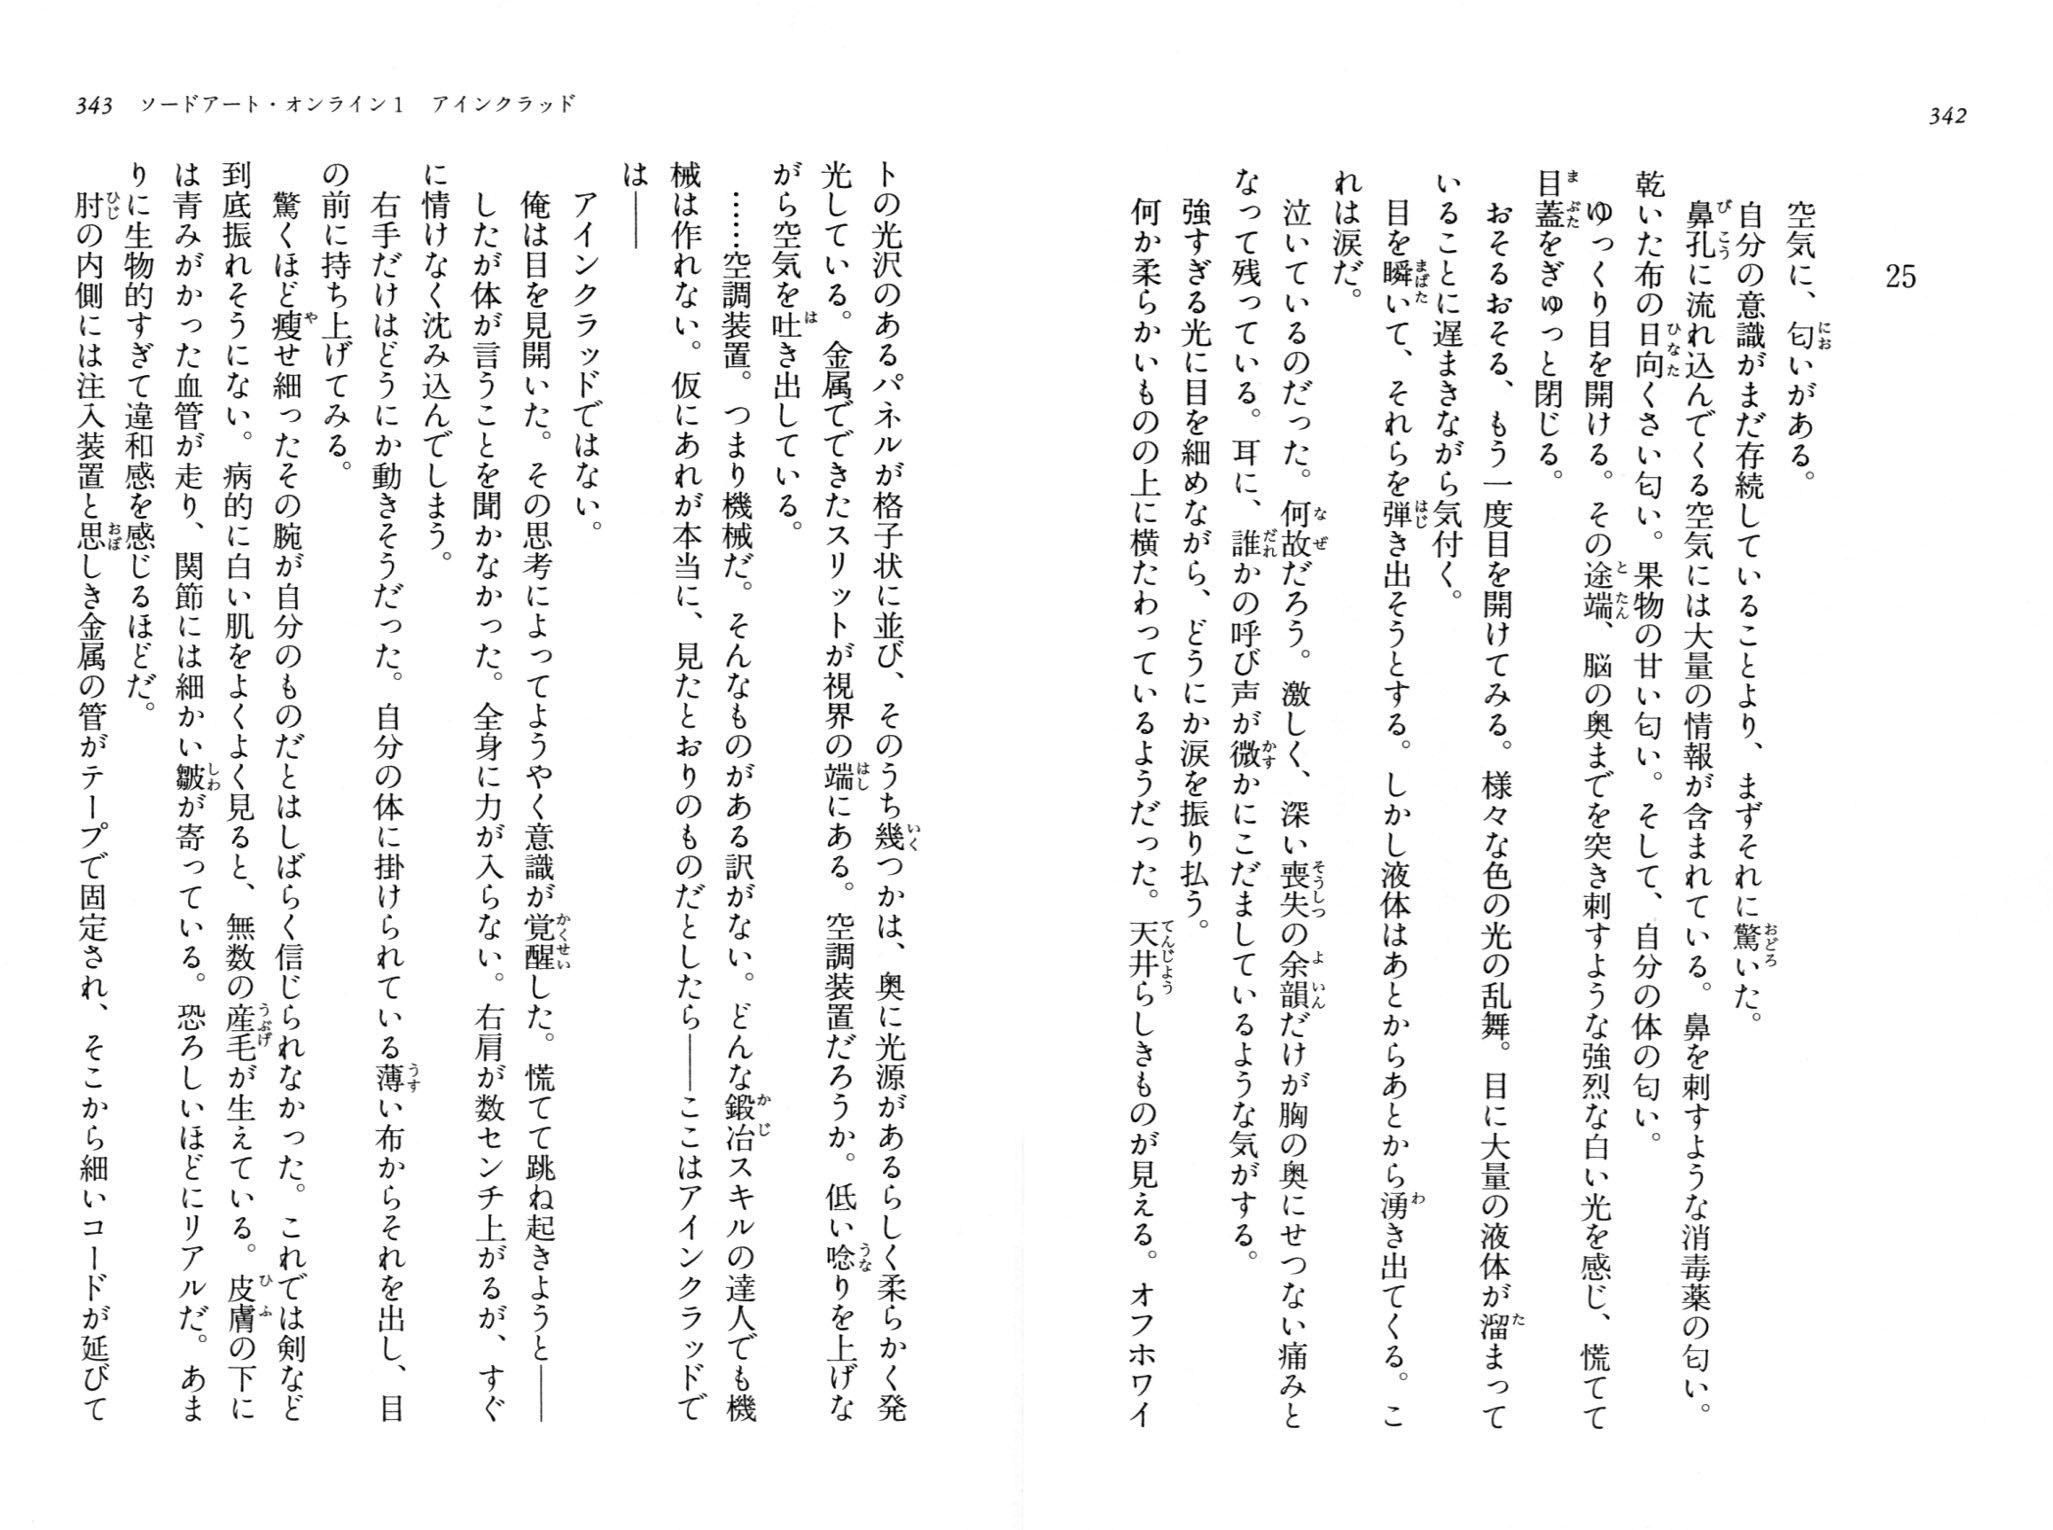 342
25
空気に、匂いがある。
自分の意識がまだ存続していることより、まずそれに驚いた。
鼻孔に流れ込んでくる空気には大量の情報が含まれている。鼻を刺すような消毒薬の匂い。
乾いた布の日向くさい匂い。果物の甘い匂い。そして、自分の体の匂い。
ゆっくり目を開ける。その途端、脳の奥までを突き刺すような強烈な白い光を感じ、慌てて
目蓋をぎゅっと閉じる。
おそるおそる、もう一度目を開けてみる。様々な色の光の乱舞。目に大量の液体が溜まって
いることに遅まきながら気付く。
目を瞬いて、それらを弾き出そうとする。しかし液体はあとからあとから湧き出てくる。こ
れは涙だ。
泣いているのだった。何故だろう。激しく、深い喪失の余韻だけが胸の奥にせつない痛みと
なって残っている。耳に、誰かの呼び声が微かにこだましているような気がする。
強すぎる光に目を細めながら、どうにか涙を振り払う。
何か柔らかいものの上に横たわっているようだった。天井らしきものが見える。オフホワイ
343 ソードアート・オンライン1 アインクラッド
トの光沢のあるパネルが格子状に並び、そのうち幾つかは、奥に光源があるらしく柔らかく発
光している。金属でできたスリットが視界の端にある。空調装置だろうか。低い唸りを上げな
がら空気を吐き出している。
……空調装置。つまり機械だ。そんなものがある訳がない。どんな鍛冶スキルの達人でも機
械は作れない。仮にあれが本当に、見たとおりのものだとしたら――ここはアインクラッドで
は――
アインクラッドではない。
俺は目を見開いた。その思考によってようやく意識が覚醒した。慌てて跳ね起きようと――
したが体が言うことを聞かなかった。全身に力が入らない。右肩が数センチ上がるが、すぐ
に情けなく沈み込んでしまう。
右手だけはどうにか動きそうだった。自分の体に掛けられている薄い布からそれを出し、目
の前に持ち上げてみる。
驚くほど痩せ細ったその腕が自分のものだとはしばらく信じられなかった。これでは剣など
到底振れそうにない。病的に白い肌をよくよく見ると、無数の産毛が生えている。皮膚の下に
は青みがかった血管が走り、関節には細かい皺が寄っている。恐ろしいほどにリアルだ。あま
りに生物的すぎて違和感を感じるほどだ。
肘の内側には注入装置と思しき金属の管がテープで固定され、そこから細いコードが延びて